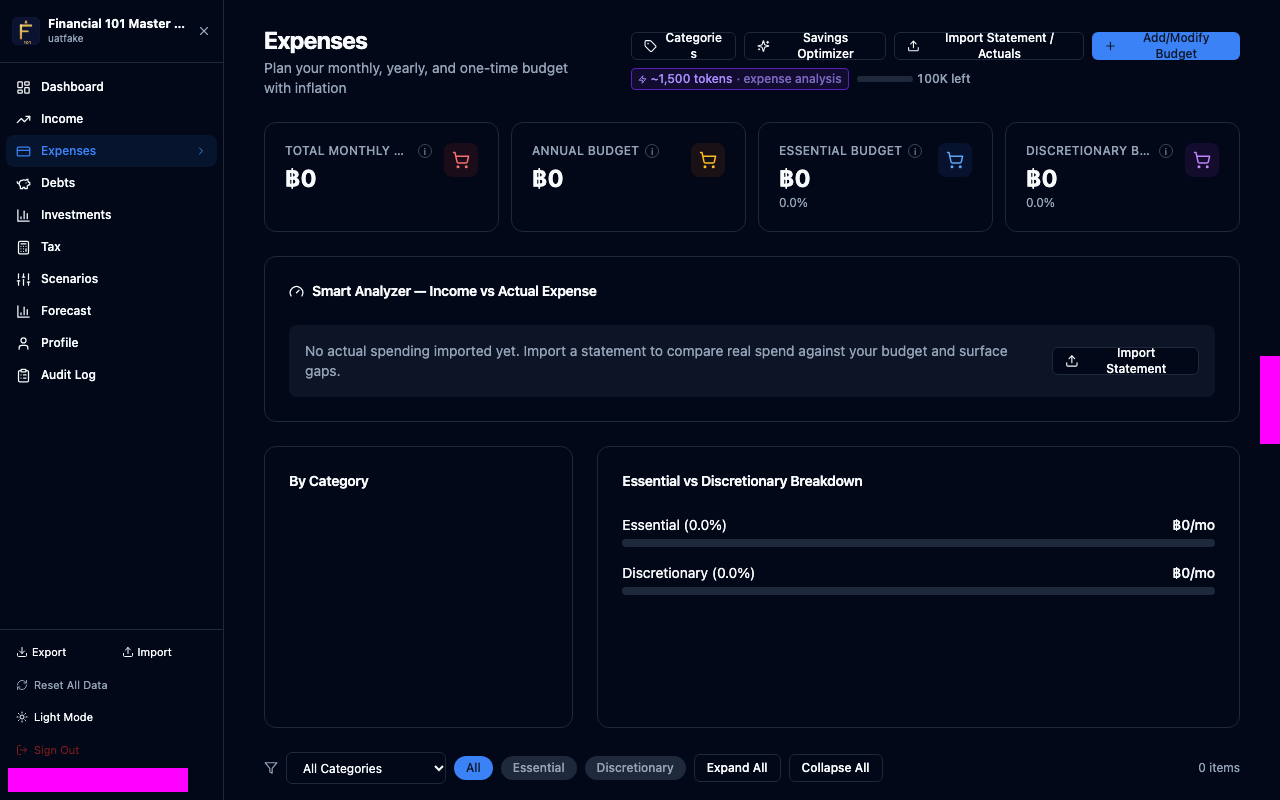 Financial 101 Master ...
uatfake
Dashboard
Income
Expenses
Debts
Investments
Tax
Scenarios
Forecast
Profile
Audit Log
Export
Import
Reset All Data
Light Mode
Sign Out
Expenses
Plan your monthly, yearly, and one-time budget
with inflation
Categorie
s
Savings
Optimizer
Import Statement /
Actuals
Add/Modify
Budget
~1,500 tokens · expense analysis
100K left
TOTAL MONTHLY ...
฿0
ANNUAL BUDGET
฿0
ESSENTIAL BUDGET
฿0
0.0%
DISCRETIONARY B...
฿0
0.0%
Smart Analyzer — Income vs Actual Expense
No actual spending imported yet. Import a statement to compare real spend against your budget and surface
gaps.
Import
Statement
By Category
Essential vs Discretionary Breakdown
Essential (0.0%)
฿0/mo
Discretionary (0.0%)
฿0/mo
All Categories
All
Essential
Discretionary
Expand All
Collapse All
0 items